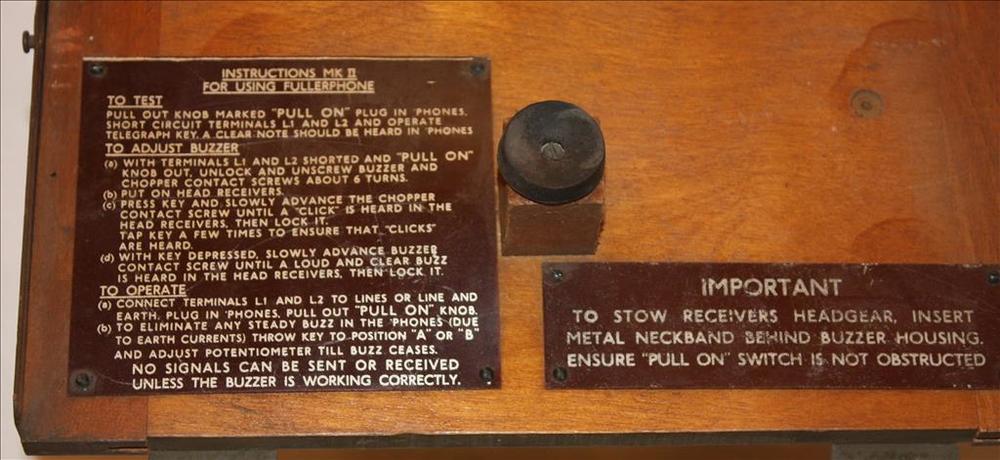 INSTRUCTIONS MK II
FOR USING FULLERPHONE
TO TEST
PULL OUT KNOB MARKED "PULL ON" PLUG IN 'PHONES.
SHORT CIRCUIT TERMINALS L1 AND L2 AND OPERATE
TELEGRAPH KEY. A CLEAR NOTE SHOULD BE HEARD IN 'PHONES
TO ADJUST BUZZER
(a) WITH TERMINALS L1 AND L2 SHORTED AND "PULL ON"
KNOB OUT, UNLOCK AND UNSCREW BUZZER AND
CHOPPER CONTACT SCREWS ABOUT 6 TURNS.
(b) PUT ON HEAD RECEIVERS.
(c) PRESS KEY AND SLOWLY ADVANCE THE CHOPPER
CONTACT SCREW UNTIL A "CLICK" IS HEARD IN THE
HEAD RECEIVERS, THEN LOCK IT.
TAP KEY A FEW TIMES TO ENSURE THAT "CLICKS"
ARE HEARD.
(d) WITH KEY DEPRESSED, SLOWLY ADVANCE BUZZER
CONTACT SCREW UNTIL A LOUD AND CLEAR BUZZ
IS HEARD IN THE HEAD RECEIVERS, THEN LOCK IT.
TO OPERATE
(a) CONNECT TERMINALS L1 AND L2 TO LINES OR LINE AND
EARTH. PLUG IN 'PHONES, PULL OUT "PULL ON" KNOB.
(b) TO ELIMINATE ANY STEADY BUZZ IN THE 'PHONES (DUE
TO EARTH CURRENTS) THROW KEY TO POSITION "A" OR "B"
AND ADJUST POTENTIOMETER TILL BUZZ CEASES.
NO SIGNALS CAN BE SENT OR RECEIVED
UNLESS THE BUZZER IS WORKING CORRECTLY.
IMPORTANT
TO STOW RECEIVERS HEADGEAR, INSERT
METAL NECKBAND BEHIND BUZZER HOUSING.
ENSURE "PULL ON" SWITCH IS NOT OBSTRUCTED